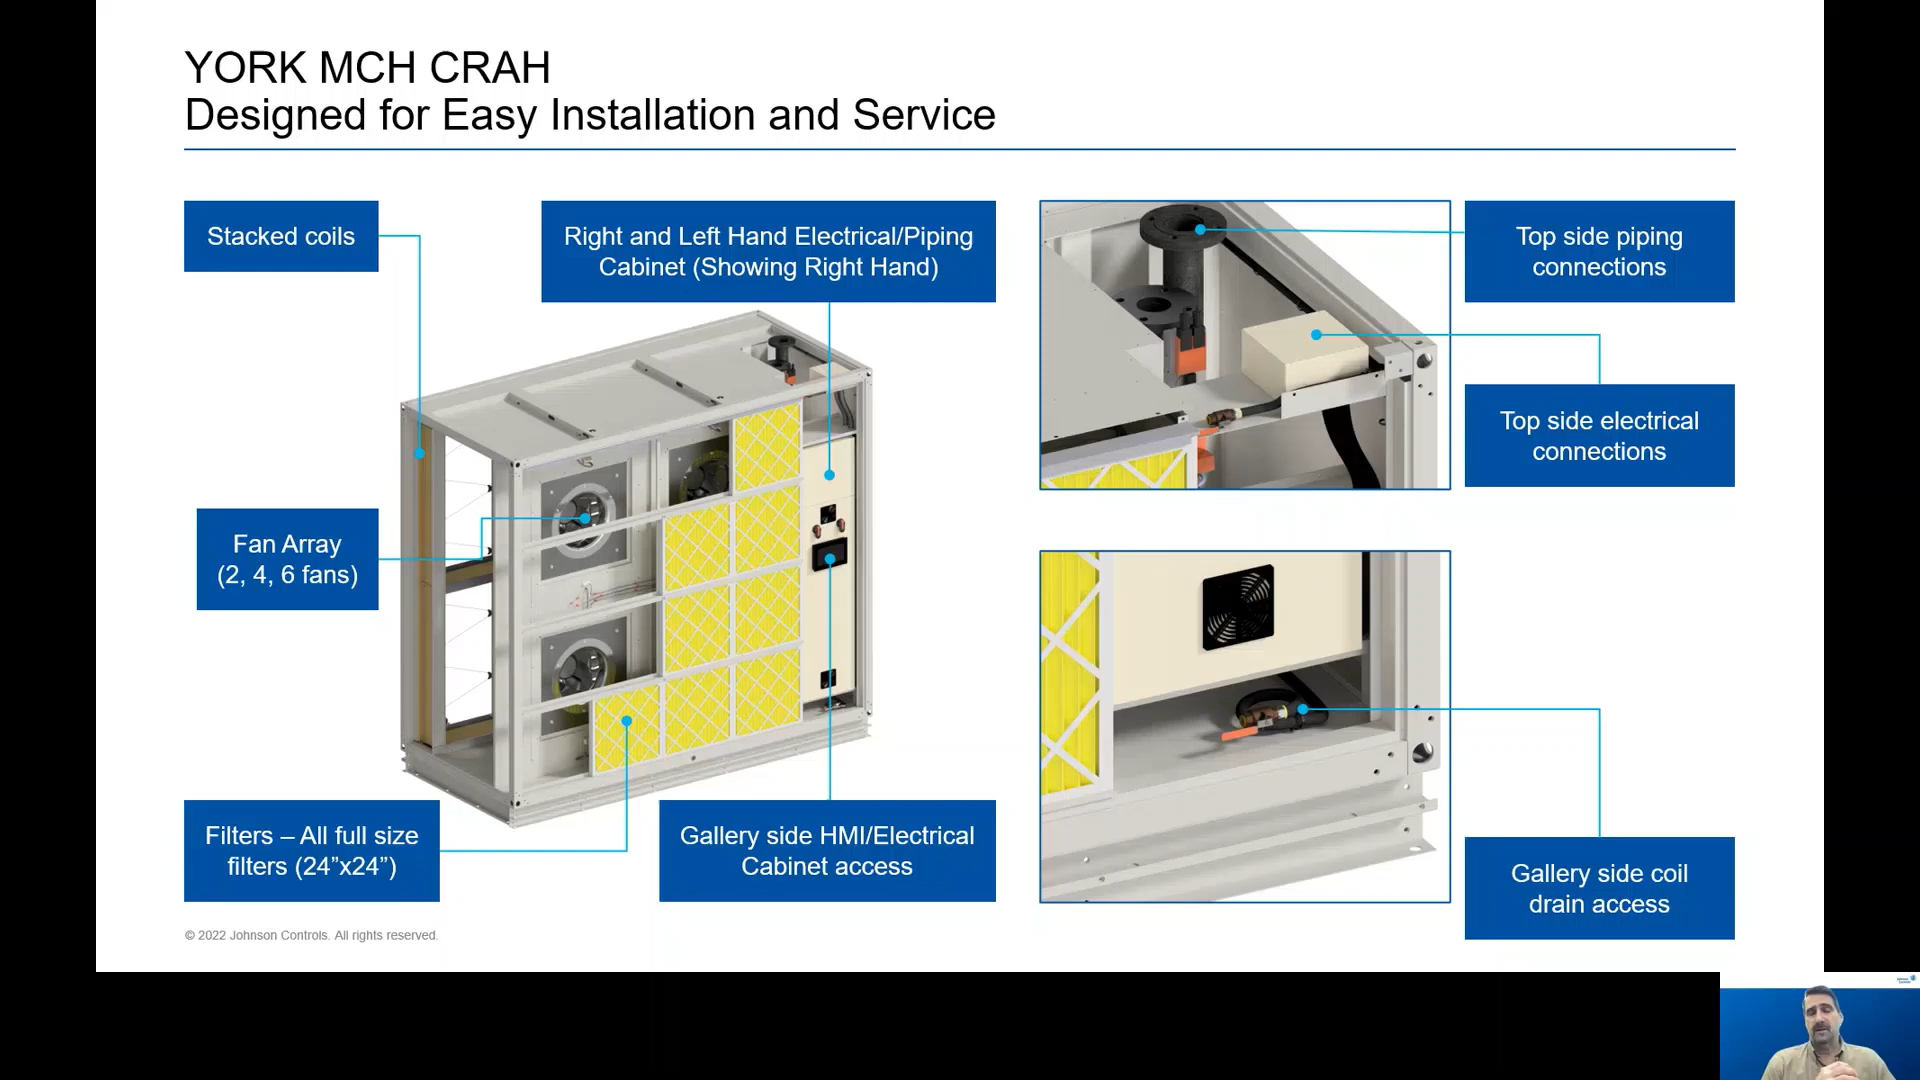 YORK MCH CRAH
Designed for Easy Installation and Service
Stacked coils
Right and Left Hand Electrical/Piping
Cabinet (Showing Right Hand)
Top side piping
connections
Top side electrical
connections
Fan Array
(2, 4, 6 fans)
Filters – All full size
filters (24”x24”)
Gallery side HMI/Electrical
Cabinet access
Gallery side coil
drain access
© 2022 Johnson Controls. All rights reserved.